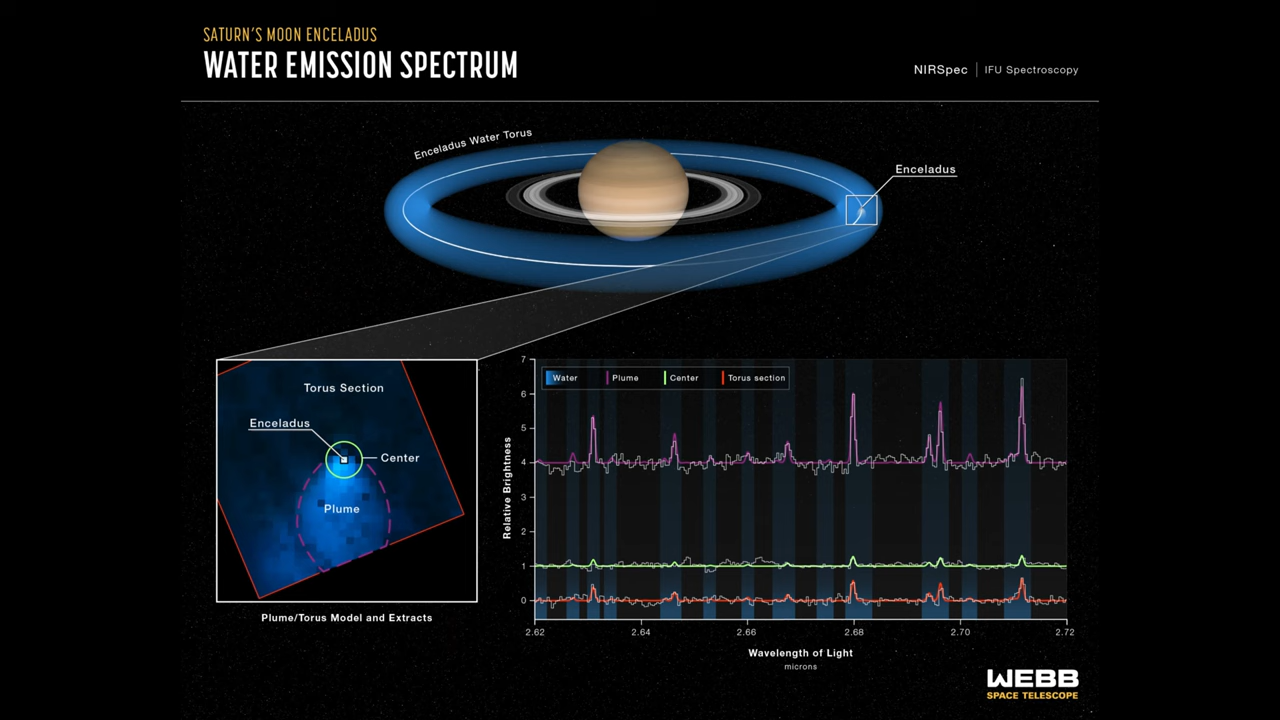 SATURN'S MOON ENCELADUS
WATER EMISSION SPECTRUM
NIRSpec | IFU Spectroscopy
Enceladus Water Torus
Enceladus
Torus Section
Enceladus
Center
Plume
Plume/Torus Model and Extracts
Relative Brightness
7
6
5
4
3
2
1
0
Water Plume Center Torus section
2.62 2.64 2.66 2.68 2.70 2.72
Wavelength of Light
microns
WEBB
SPACE TELESCOPE